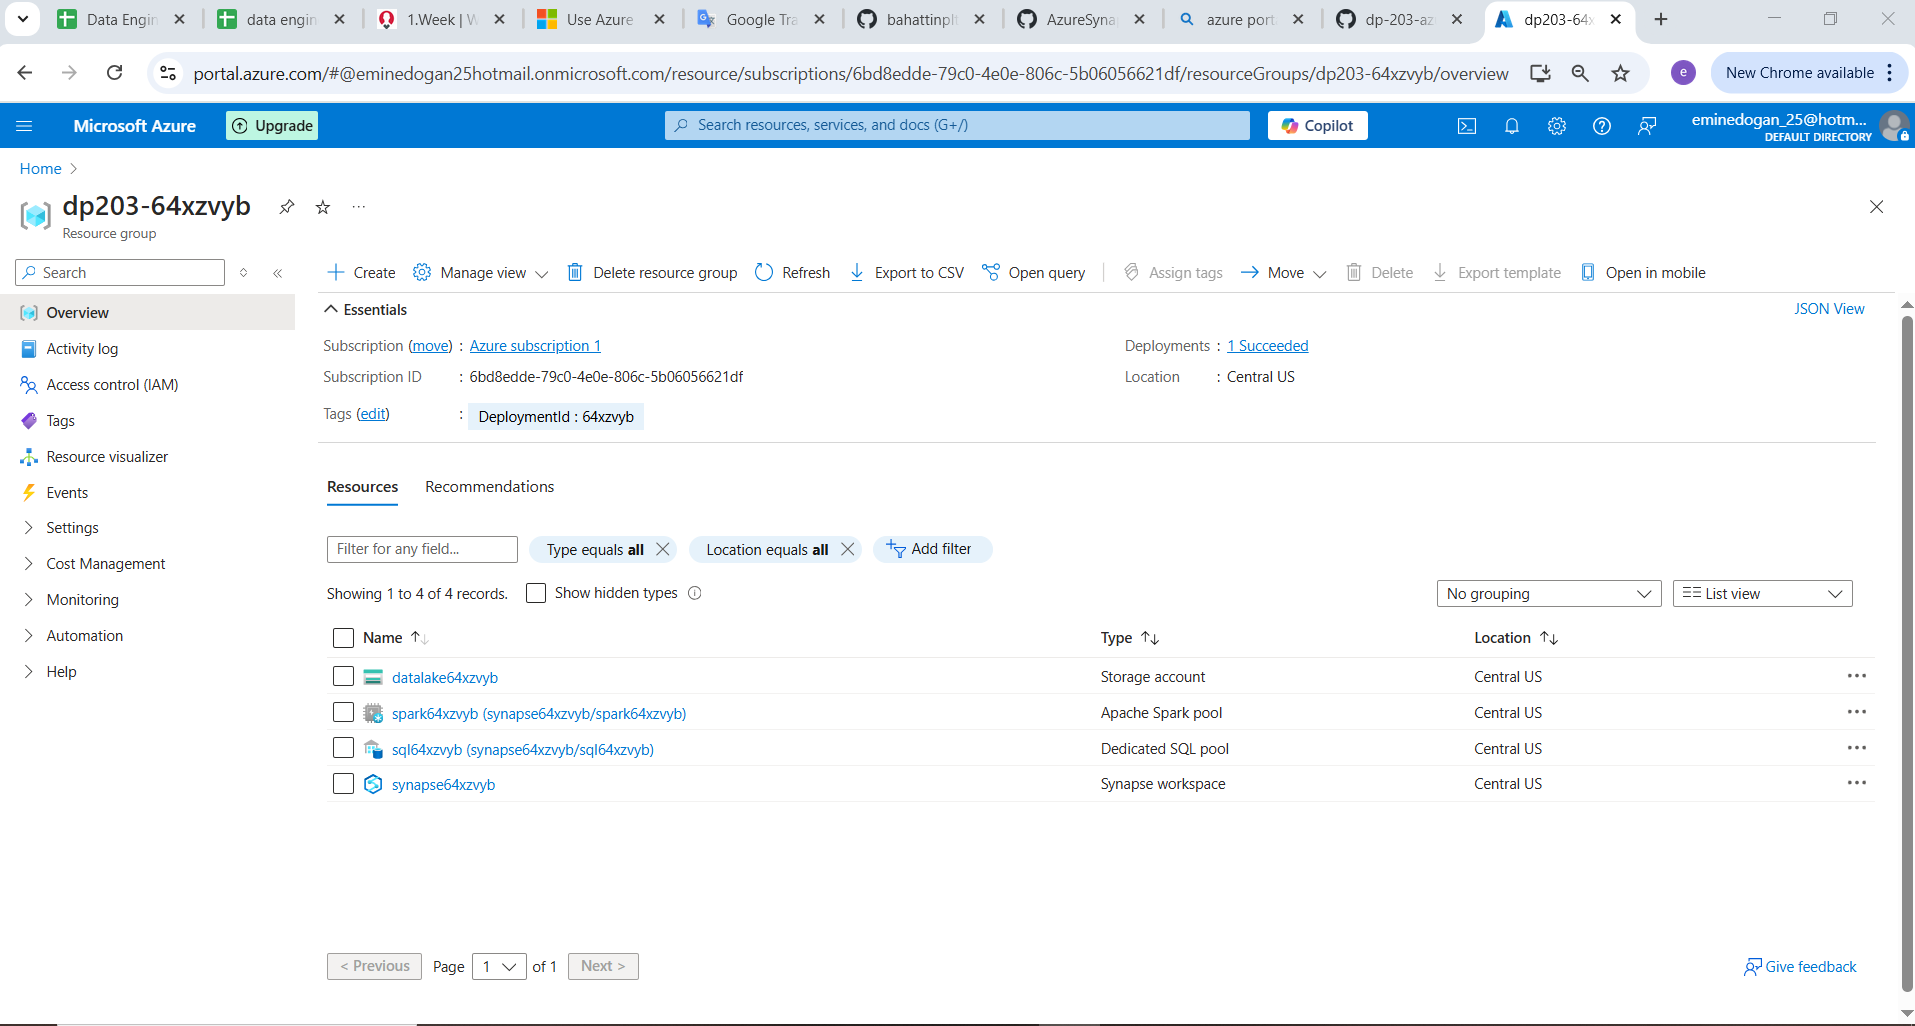 Data Engin
data engin
1.Week | W
Use Azure
Google Tra
bahattinplt
AzureSyna
azure port
dp-203-az
dp203-64x
portal.azure.com/#@eminedogan25hotmail.onmicrosoft.com/resource/subscriptions/6bd8edde-79c0-4e0e-806c-5b06056621df/resourceGroups/dp203-64xzvyb/overview
e
New Chrome available
Microsoft Azure
Upgrade
Search resources, services, and docs (G+/)
Copilot
eminedogan_25@hotm...
DEFAULT DIRECTORY
Home >
dp203-64xzvyb
Resource group
Search
Create
Manage view
Delete resource group
Refresh
Export to CSV
Open query
Assign tags
Move
Delete
Export template
Open in mobile
Overview
Activity log
Access control (IAM)
Tags
Resource visualizer
Events
Settings
Cost Management
Monitoring
Automation
Help
Essentials
JSON View
Subscription (move) : Azure subscription 1
Deployments : 1 Succeeded
Subscription ID : 6bd8edde-79c0-4e0e-806c-5b06056621df
Location : Central US
Tags (edit) : DeploymentId : 64xzvyb
Resources
Recommendations
Filter for any field...
Type equals all
Location equals all
Add filter
Showing 1 to 4 of 4 records.
Show hidden types
No grouping
List view
Name
Type
Location
datalake64xzvyb
Storage account
Central US
spark64xzvyb (synapse64xzvyb/spark64xzvyb)
Apache Spark pool
Central US
sql64xzvyb (synapse64xzvyb/sql64xzvyb)
Dedicated SQL pool
Central US
synapse64xzvyb
Synapse workspace
Central US
< Previous
Page 1 of 1
Next >
Give feedback